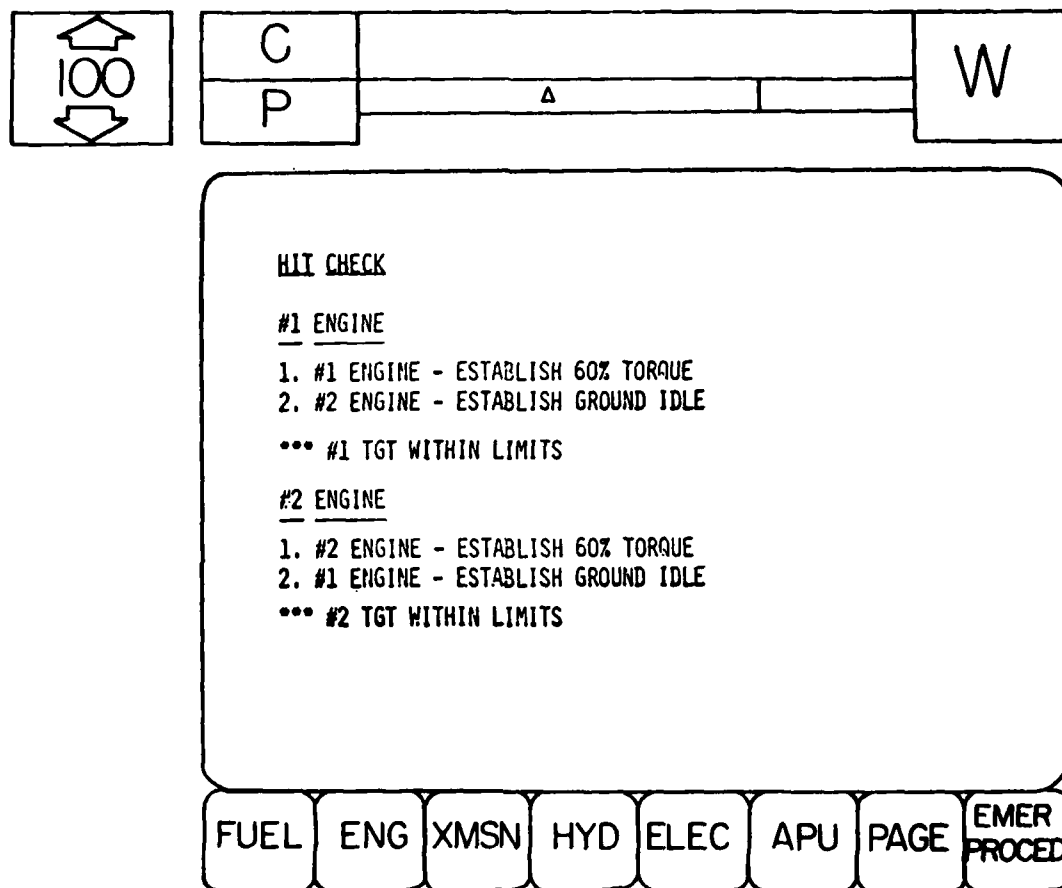 100
C
P
W
HIT CHECK
#1 ENGINE
1. #1 ENGINE - ESTABLISH 60% TORQUE
2. #2 ENGINE - ESTABLISH GROUND IDLE
*** #1 TGT WITHIN LIMITS
#2 ENGINE
1. #2 ENGINE - ESTABLISH 60% TORQUE
2. #1 ENGINE - ESTABLISH GROUND IDLE
*** #2 TGT WITHIN LIMITS
FUEL ENG XMSN HYD ELEC APU PAGE EMER PROCED